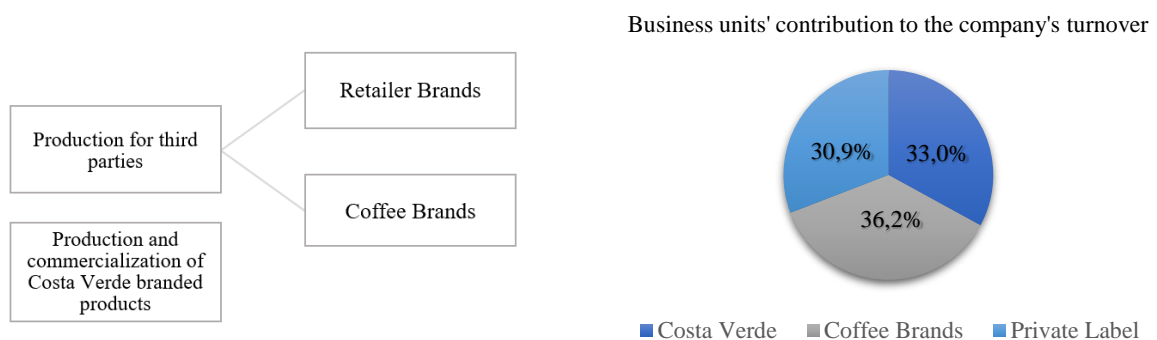 Production for third
parties
Retailer Brands
Coffee Brands
Production and
commercialization of
Costa Verde branded
products
Business units' contribution to the company's turnover
30,9%
33,0%
36,2%
Costa Verde
Coffee Brands
Private Label